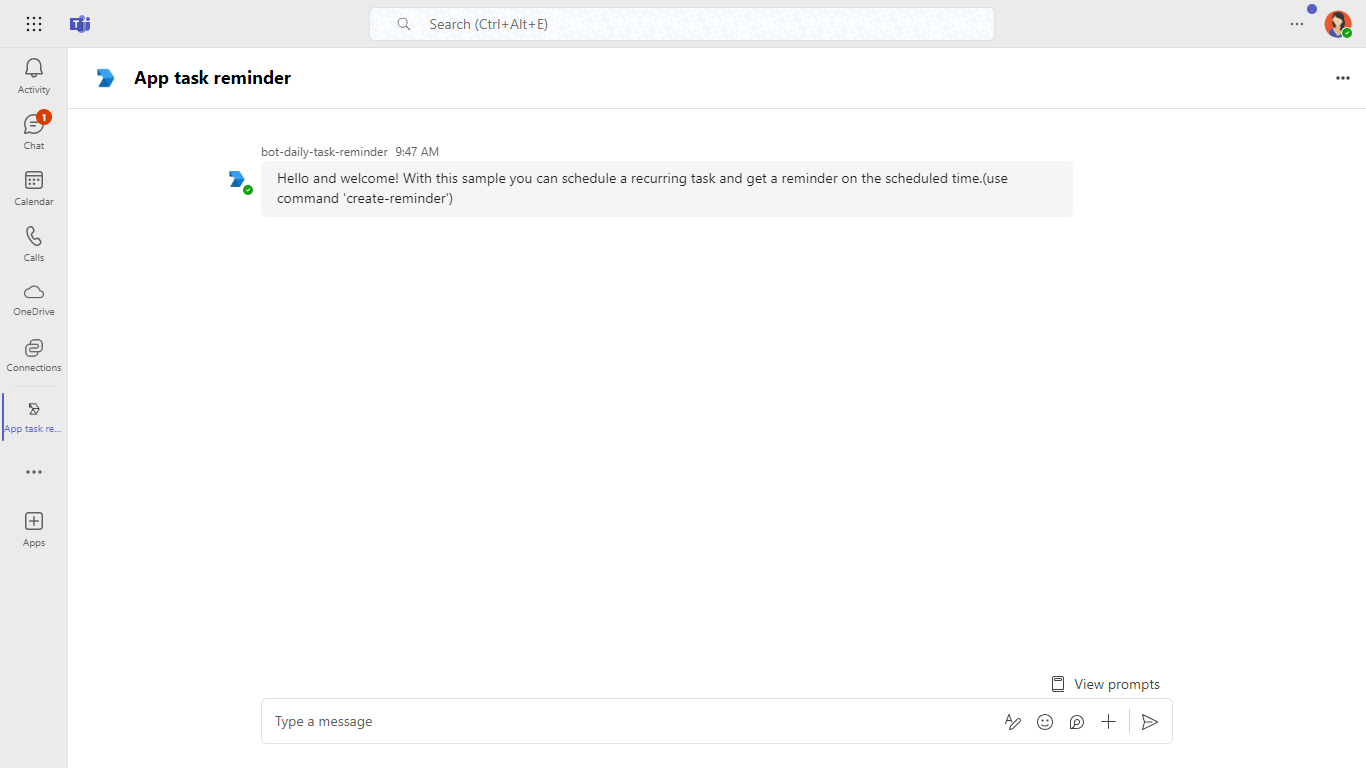 Search (Ctrl+Alt+E)
Activity
1
Chat
Calendar
Calls
OneDrive
Connections
App task re...
Apps
App task reminder
bot-daily-task-reminder 9:47 AM
Hello and welcome! With this sample you can schedule a recurring task and get a reminder on the scheduled time.(use
command 'create-reminder')
View prompts
Type a message